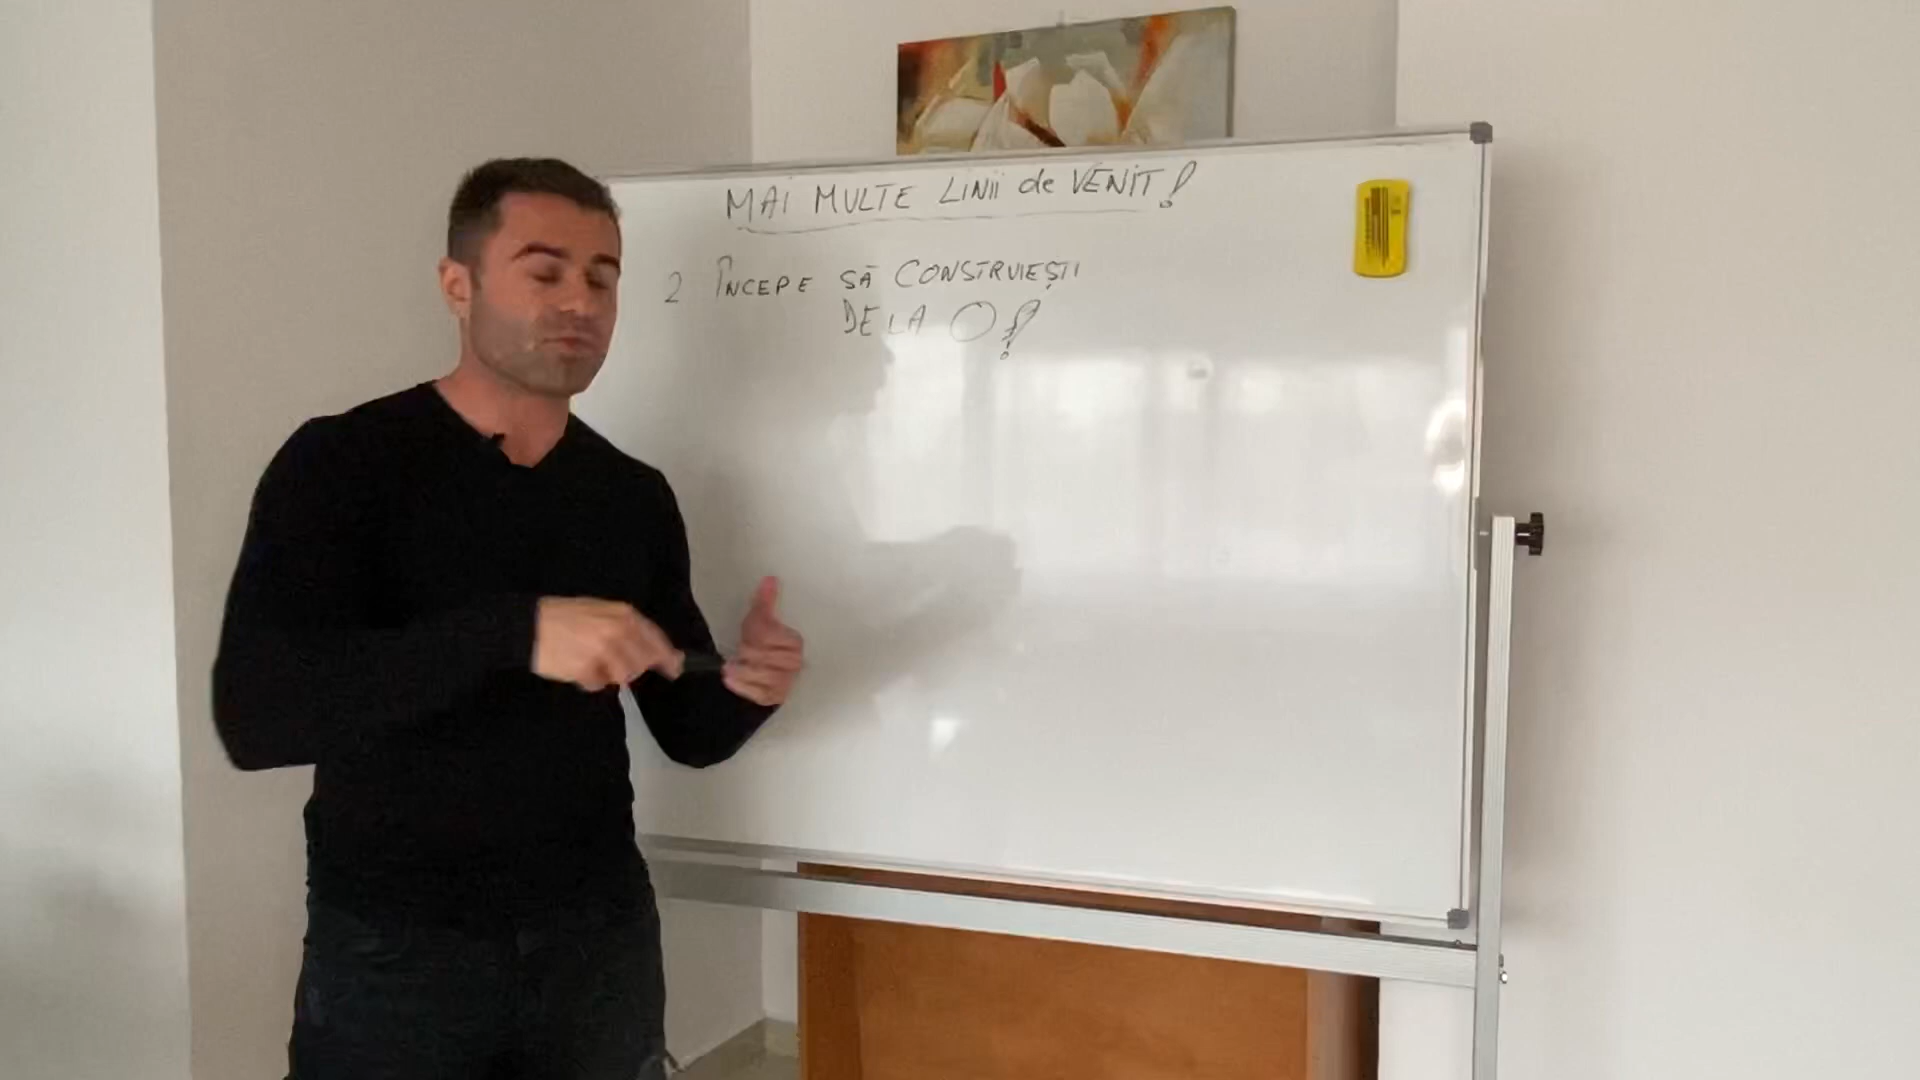 MAI MULTE LINII de VENIT!
2 ÎNCEPE SĂ CONSTRUIEȘTI
DE LA 0!